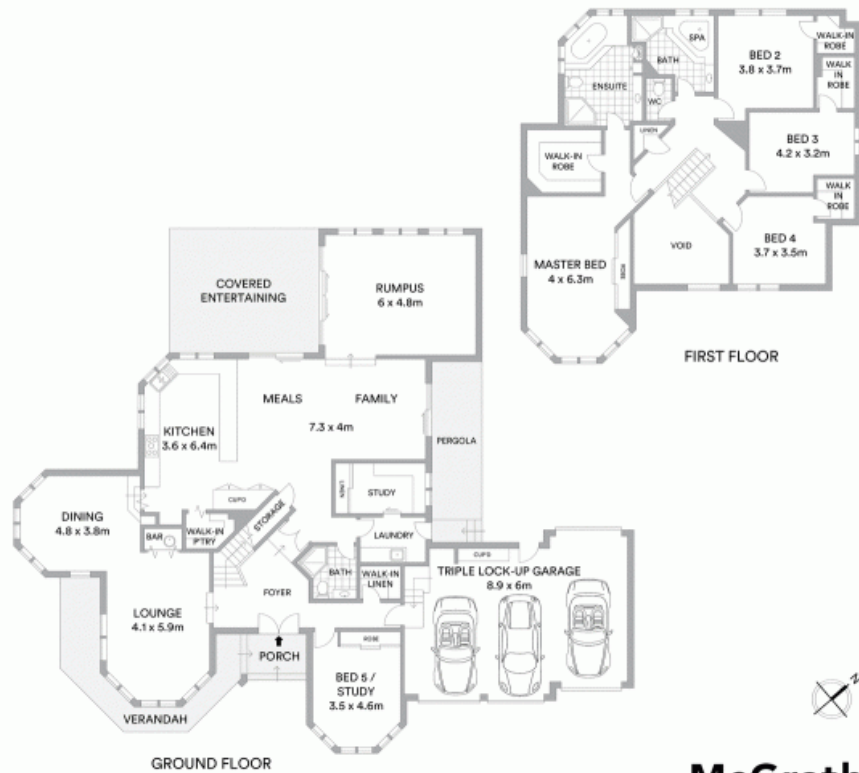 SPA
BATH
ENSUITE
WC
BED 2
3.8 x 3.7m
WALK-IN
ROBE
WALK
IN
ROBE
LINEN
WALK-IN
ROBE
BED 3
4.2 x 3.2m
WALK
IN
ROBE
BED 4
3.7 x 3.5m
VOID
MASTER BED
4 x 6.3m
ROBE
FIRST FLOOR
COVERED
ENTERTAINING
RUMPUS
6 x 4.8m
MEALS
FAMILY
7.3 x 4m
KITCHEN
3.6 x 6.4m
PERGOLA
CUPD
STORAGE
LINEN
STUDY
DINING
4.8 x 3.8m
BAR
WALK-IN
P'TRY
LAUNDRY
BATH
WALK-IN
LINEN
FOYER
CUPD
TRIPLE LOCK-UP GARAGE
8.9 x 6m
LOUNGE
4.1 x 5.9m
PORCH
ROBE
BED 5 /
STUDY
3.5 x 4.6m
VERANDAH
GROUND FLOOR
N
McGrath